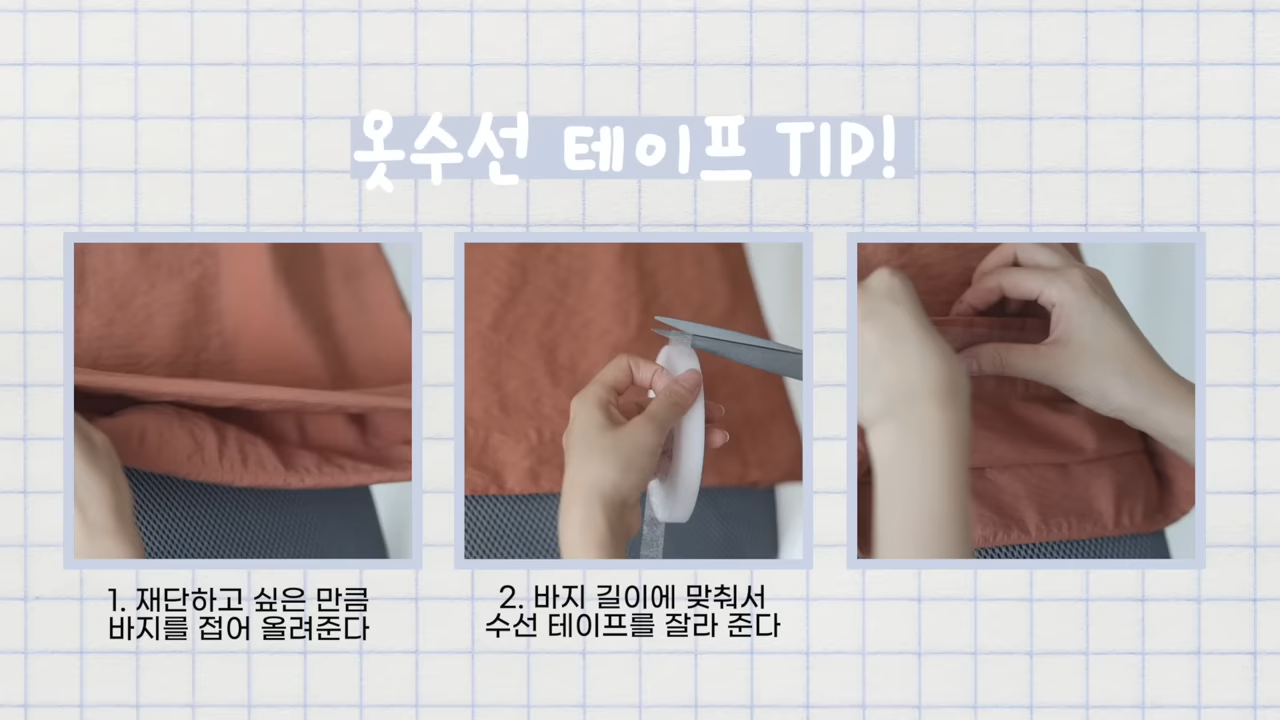 옷수선 테이프 TIP!
1. 재단하고 싶은 만큼
바지를 접어 올려준다
2. 바지 길이에 맞춰서
수선 테이프를 잘라 준다